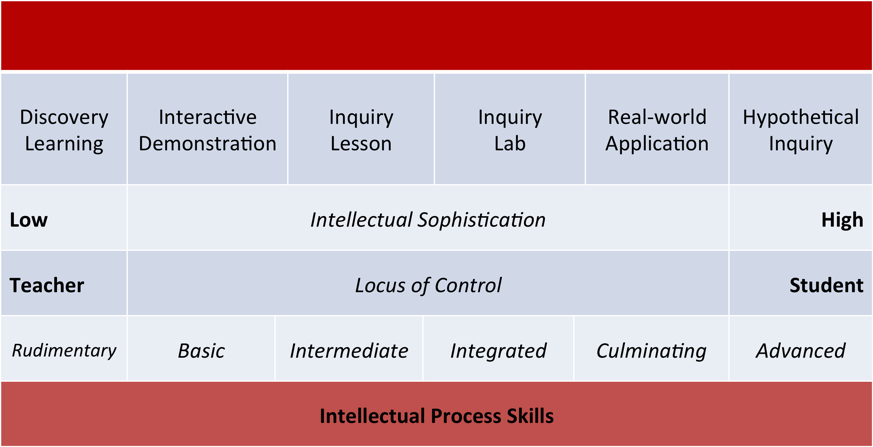 Discovery Learning
Interactive Demonstration
Inquiry Lesson
Inquiry Lab
Real-world Application
Hypothetical Inquiry
Low
Intellectual Sophistication
High
Teacher
Locus of Control
Student
Rudimentary
Basic
Intermediate
Integrated
Culminating
Advanced
Intellectual Process Skills